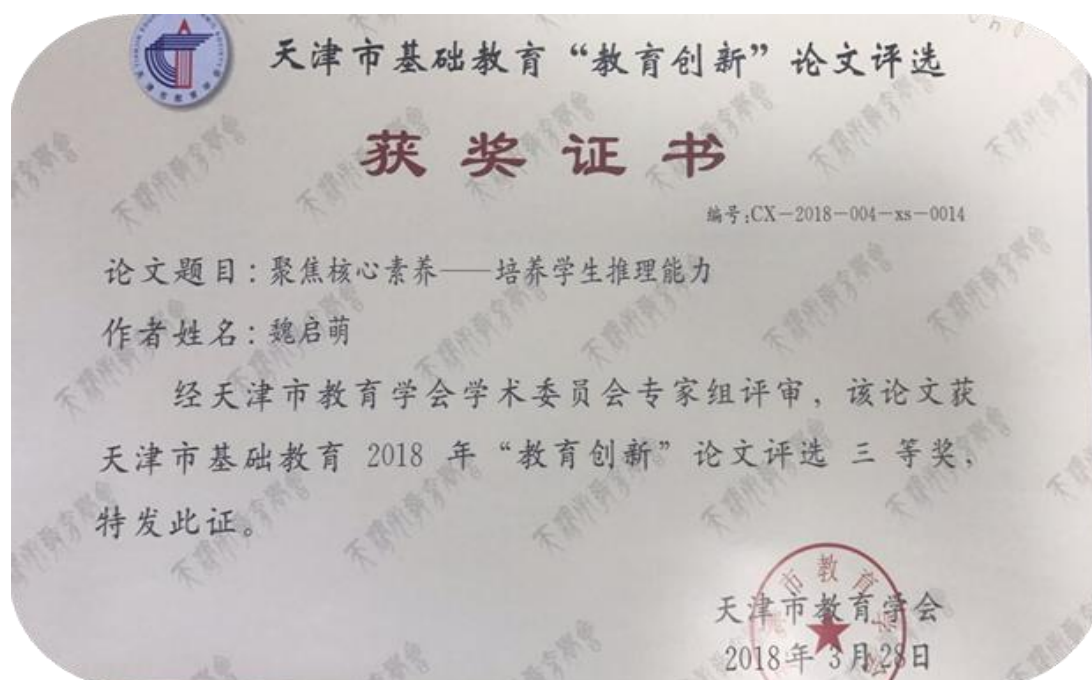 天津市基础教育“教育创新”论文评选
获奖证书
编号:CX-2018-004-xs-0014
论文题目:聚焦核心素养——培养学生推理能力
作者姓名:魏启萌
经天津市教育学会学术委员会专家组评审,该论文获
天津市基础教育 2018 年“教育创新”论文评选 三 等奖,
特发此证。
天津市教育学会
2018年 3月28日